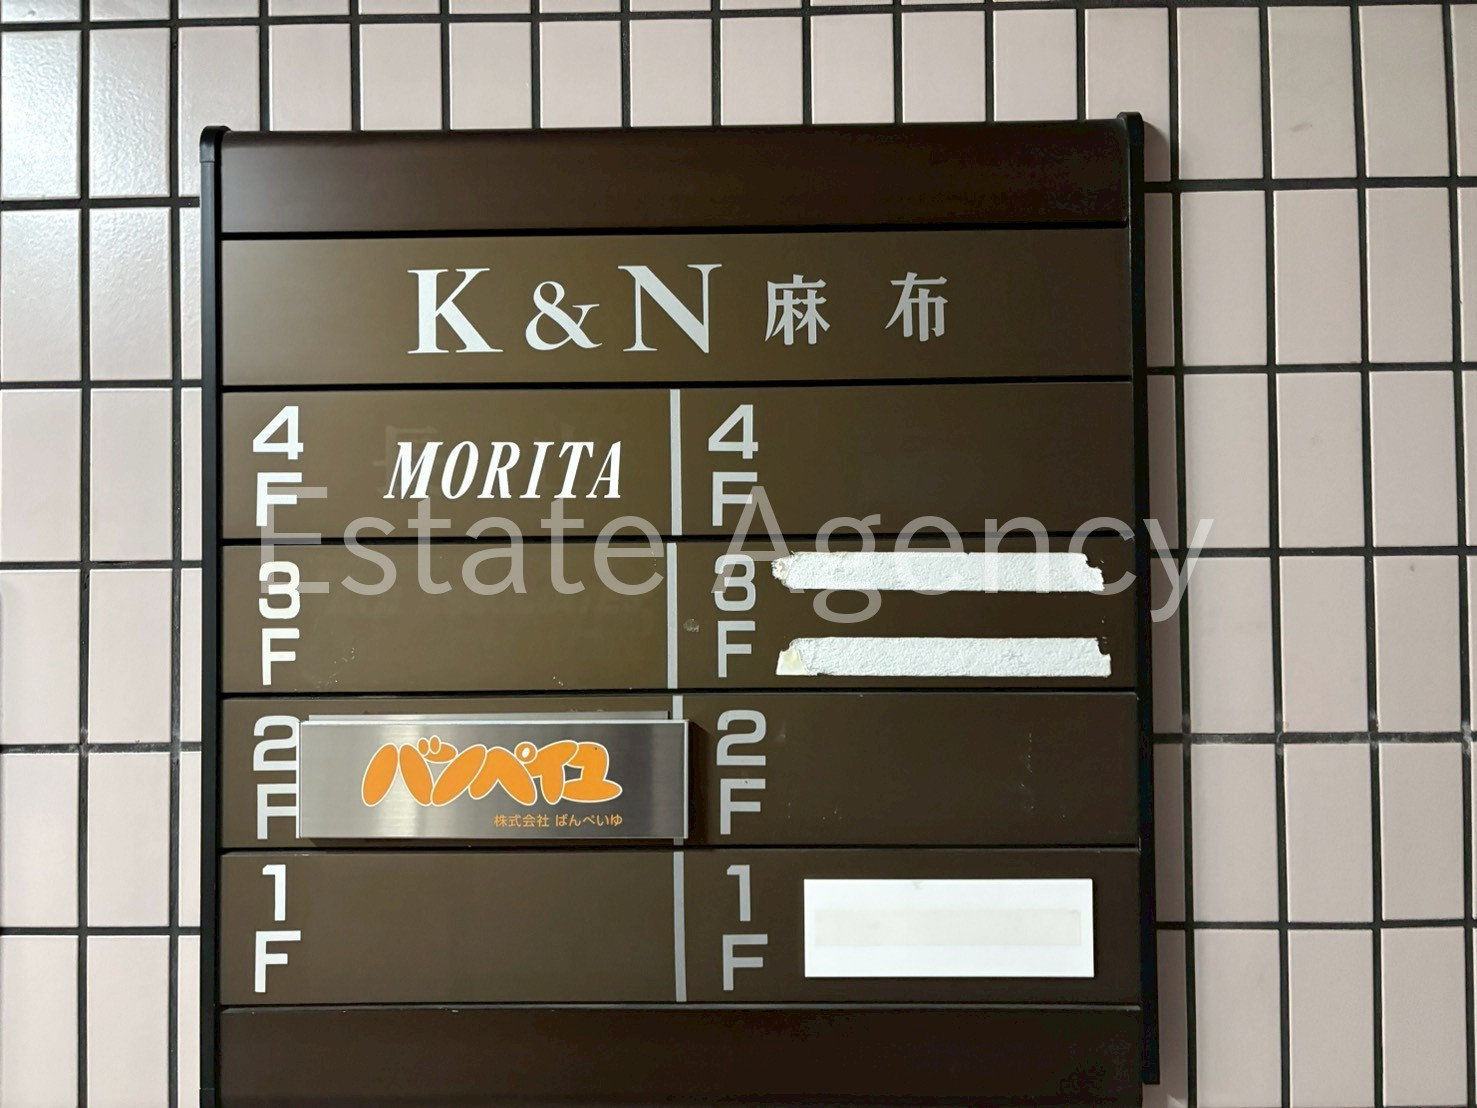 K&N 麻布
4F MORITA 4F
3F 3F
2F バンペイユ 2F
株式会社 ばんぺいゆ
1F 1F
Estate Agency